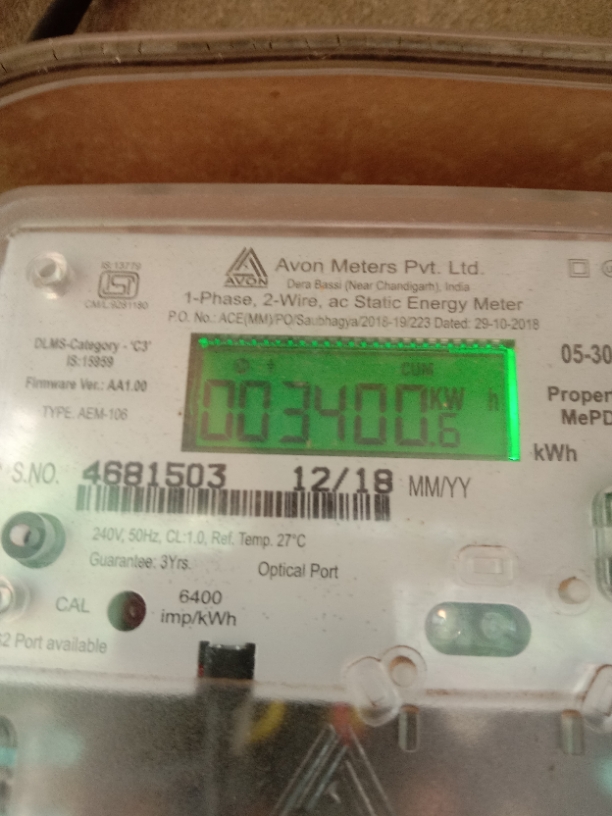 IS:13779
CM/L-9281180
AVON
Avon Meters Pvt. Ltd.
Dera Bassi (Near Chandigarh), India
1-Phase, 2-Wire, ac Static Energy Meter
P.O. No.: ACE(MM)/PO/Saubhagya/2018-19/223 Dated: 29-10-2018
DLMS-Category - 'C3'
IS:15959
Firmware Ver.: AA1.00
TYPE: AEM-106
CUM
003400.6 KW h
05-30
Proper
MePD
kWh
S.NO. 4681503 12/18 MM/YY
240V, 50Hz, CL:1.0, Ref. Temp. 27°C
Guarantee: 3Yrs.
Optical Port
CAL
6400
imp/kWh
Port available